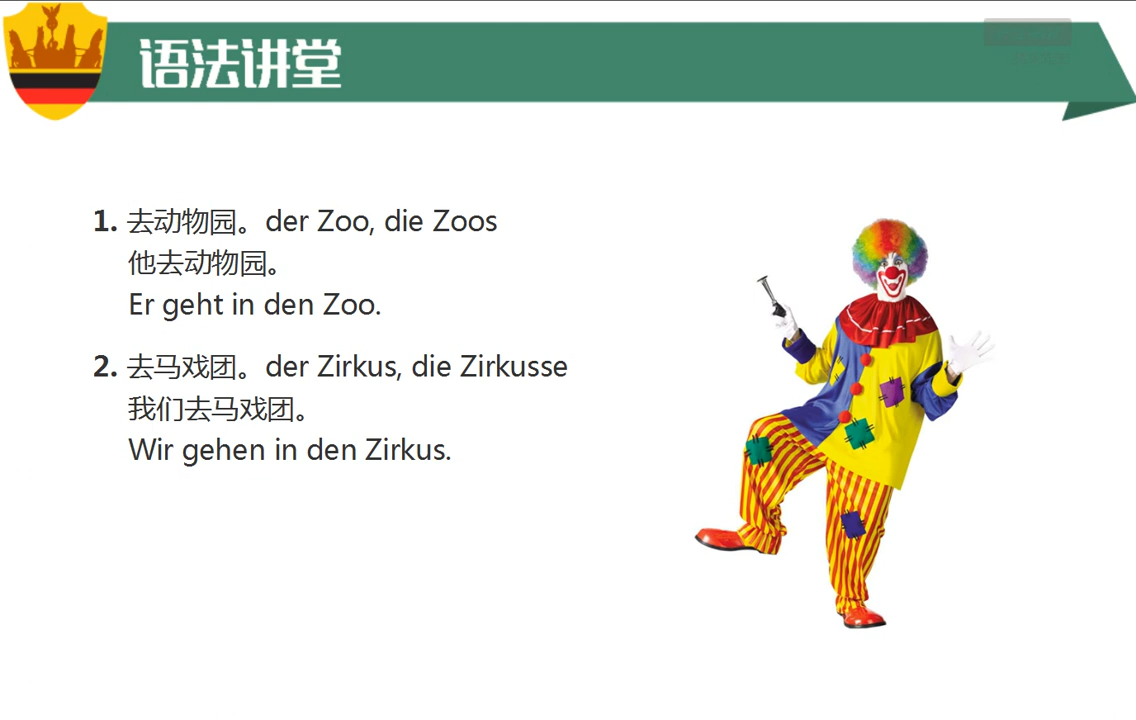 语法讲堂
1. 去动物园。der Zoo, die Zoos
他去动物园。
Er geht in den Zoo.
2. 去马戏团。der Zirkus, die Zirkusse
我们去马戏团。
Wir gehen in den Zirkus.